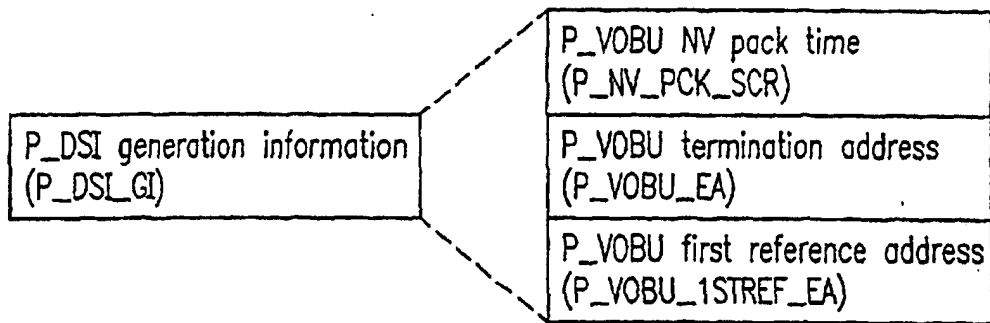 P_DSI generation information
(P_DSI_GI)
P_VOBU NV pack time
(P_NV_PCK_SCR)
P_VOBU termination address
(P_VOBU_EA)
P_VOBU first reference address
(P_VOBU_1STREF_EA)